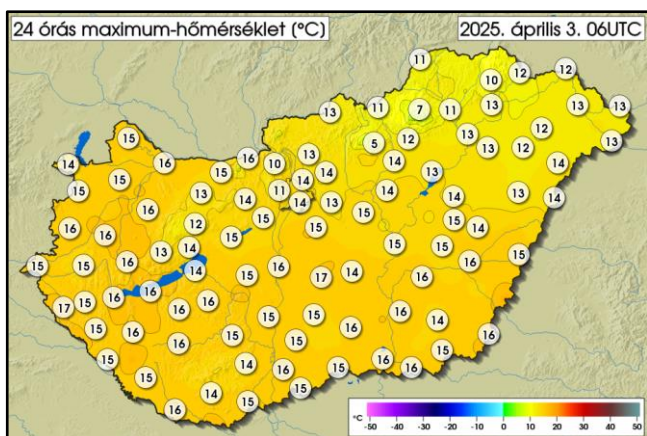 24 órás maximum-hőmérséklet (°C) 2025. április 3. 06UTC
11
10 12 12
13 11 7 11 13 13 13
15 5 12 13 13 12 12 13
14 16 15 16 10 13 14 14 14 13 14
15 15 13 14 11 14 13 14 14 13 14
16 16 16 12 15 15 15 15 14
15 15 16 13 14 15 15 15 16 15
17 15 16 16 14 15 16 17 14 16
15 16 16 16 15 15 16 16 14 16
15 16 15 15 15
15 14 16 15 16 16
16 14 15 15
°C -50 -40 -30 -20 -10 0 10 20 30 40 50